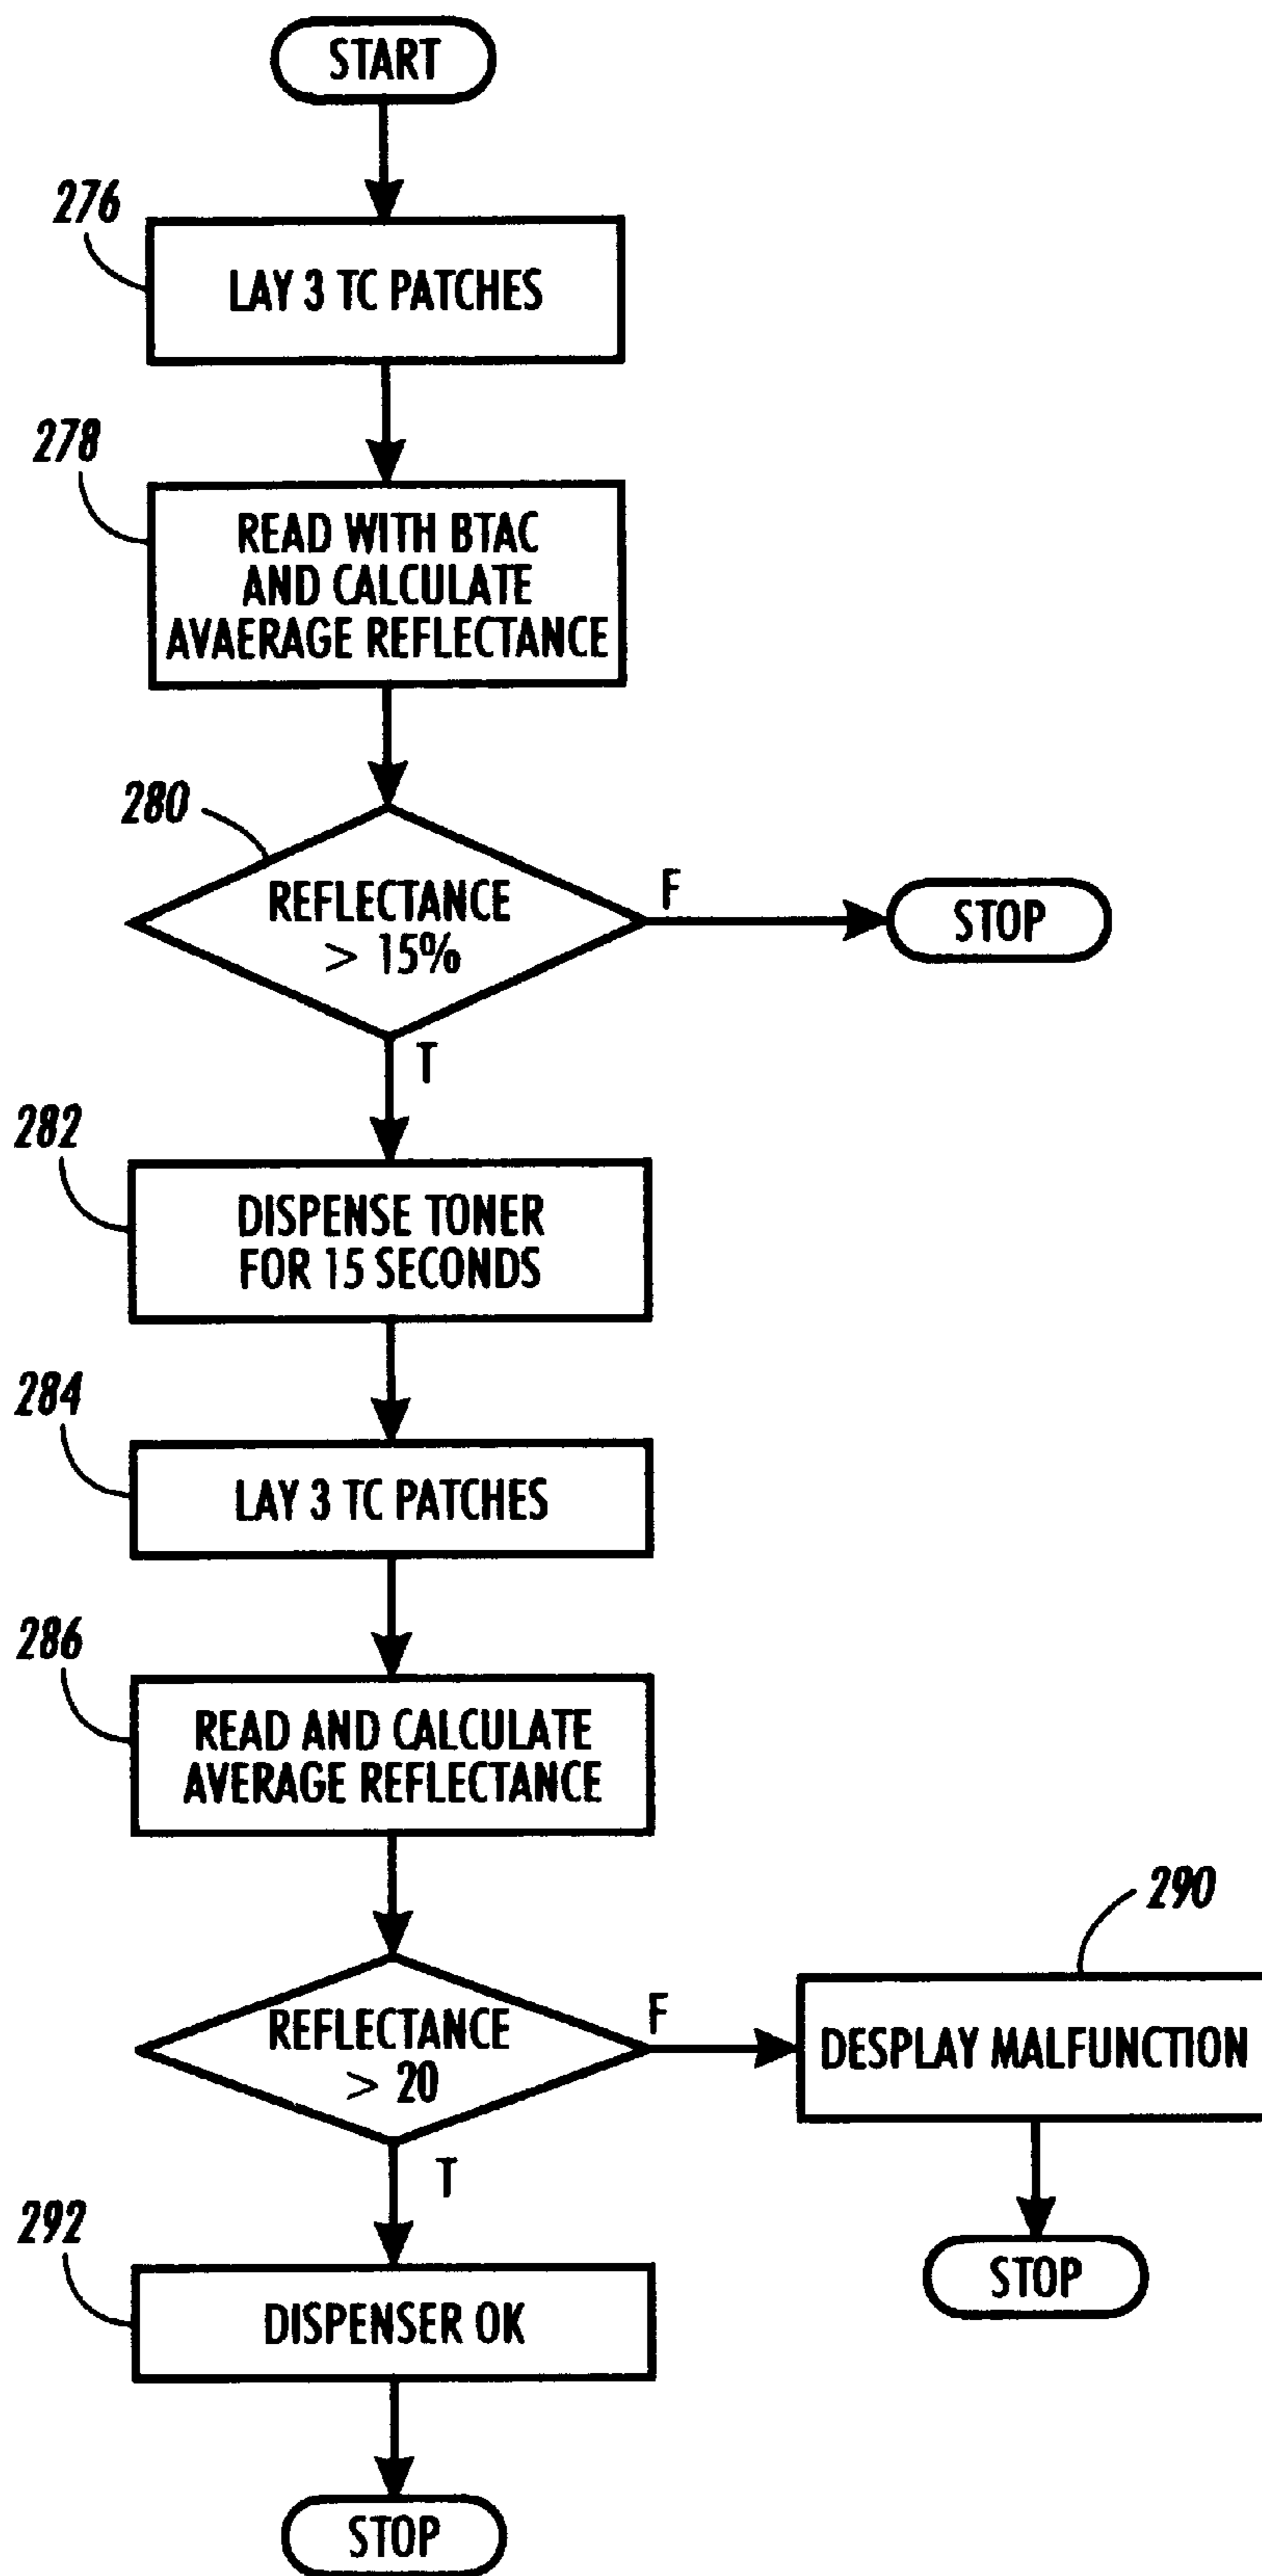 START
276
LAY 3 TC PATCHES
278
READ WITH BTAC
AND CALCULATE
AVAERAGE REFLECTANCE
280
REFLECTANCE
> 15%
F
STOP
T
282
DISPENSE TONER
FOR 15 SECONDS
284
LAY 3 TC PATCHES
286
READ AND CALCULATE
AVERAGE REFLECTANCE
REFLECTANCE
> 20
F
290
DESPLAY MALFUNCTION
STOP
T
292
DISPENSER OK
STOP